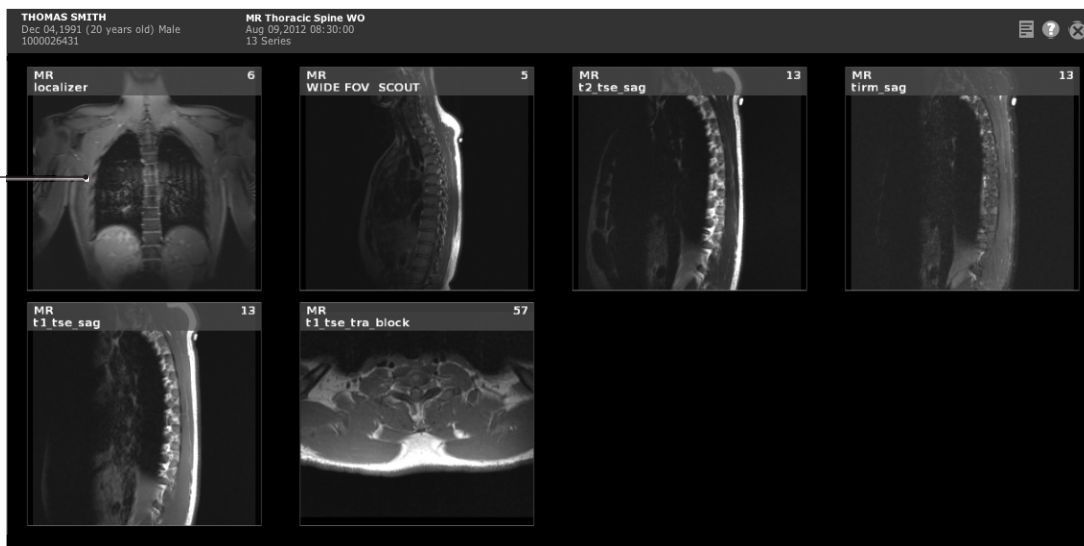 THOMAS SMITH
Dec 04,1991 (20 years old) Male
1000026431
MR Thoracic Spine WO
Aug 09,2012 08:30:00
13 Series
?
MR 6
localizer
MR 5
WIDE FOV SCOUT
MR 13
t2_tse_sag
MR 13
tirm_sag
MR 13
t1_tse_sag
MR 57
t1_tse_tra_block